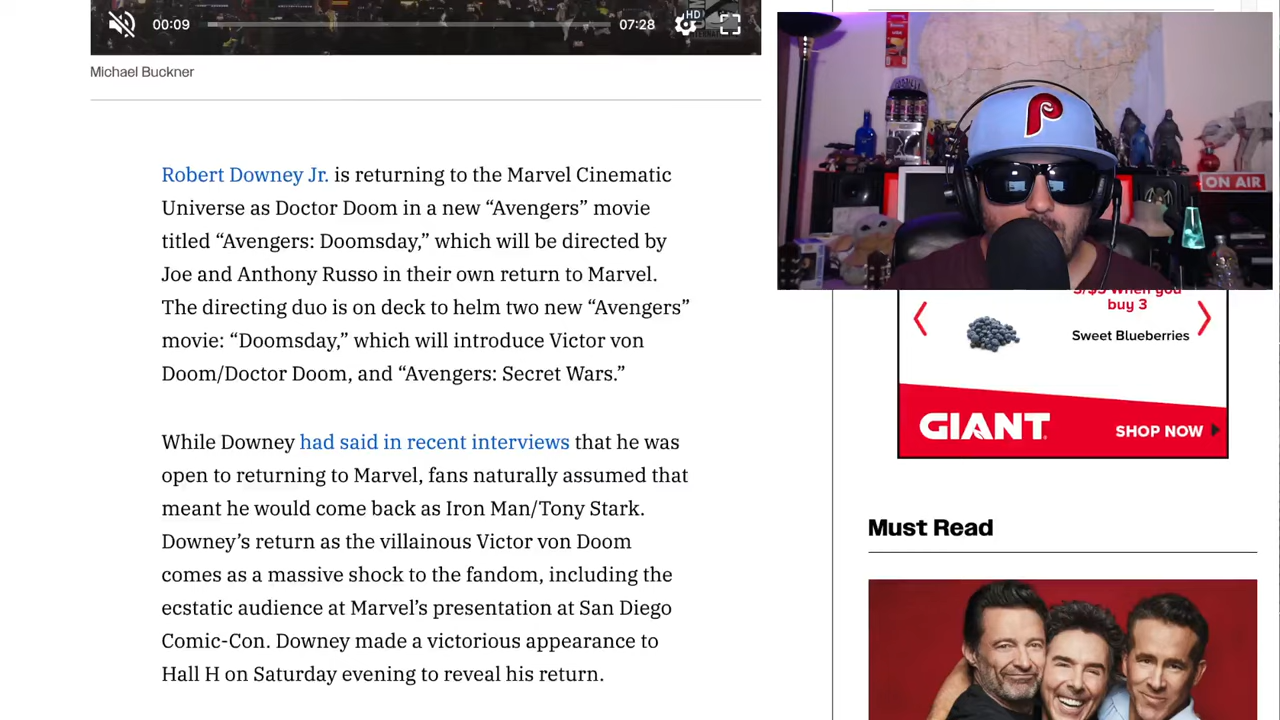 00:09
07:28
HD
Michael Buckner
Robert Downey Jr. is returning to the Marvel Cinematic
Universe as Doctor Doom in a new “Avengers” movie
titled “Avengers: Doomsday,” which will be directed by
Joe and Anthony Russo in their own return to Marvel.
The directing duo is on deck to helm two new “Avengers”
movie: “Doomsday,” which will introduce Victor von
Doom/Doctor Doom, and “Avengers: Secret Wars.”
While Downey had said in recent interviews that he was
open to returning to Marvel, fans naturally assumed that
meant he would come back as Iron Man/Tony Stark.
Downey’s return as the villainous Victor von Doom
comes as a massive shock to the fandom, including the
ecstatic audience at Marvel’s presentation at San Diego
Comic-Con. Downey made a victorious appearance to
Hall H on Saturday evening to reveal his return.
P
ON AIR
buy 3
Sweet Blueberries
GIANT
SHOP NOW
Must Read